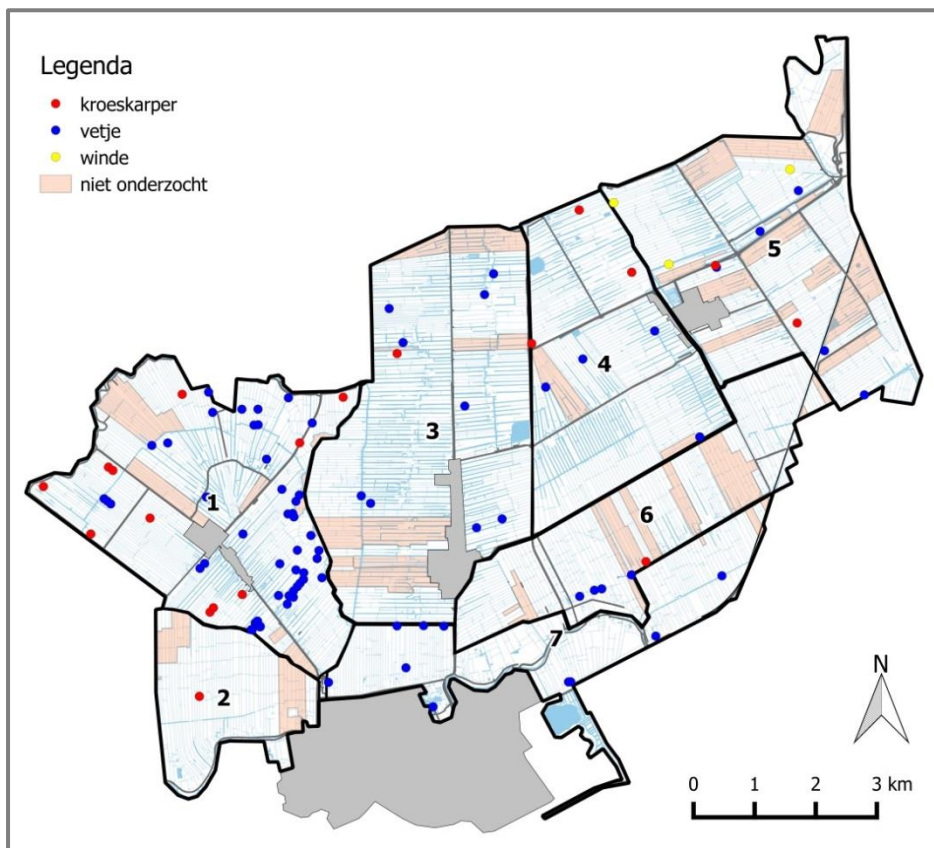 Legenda
kroeskarper
vetje
winde
niet onderzocht
5
4
3
1
6
7
2
N
0 1 2 3 km